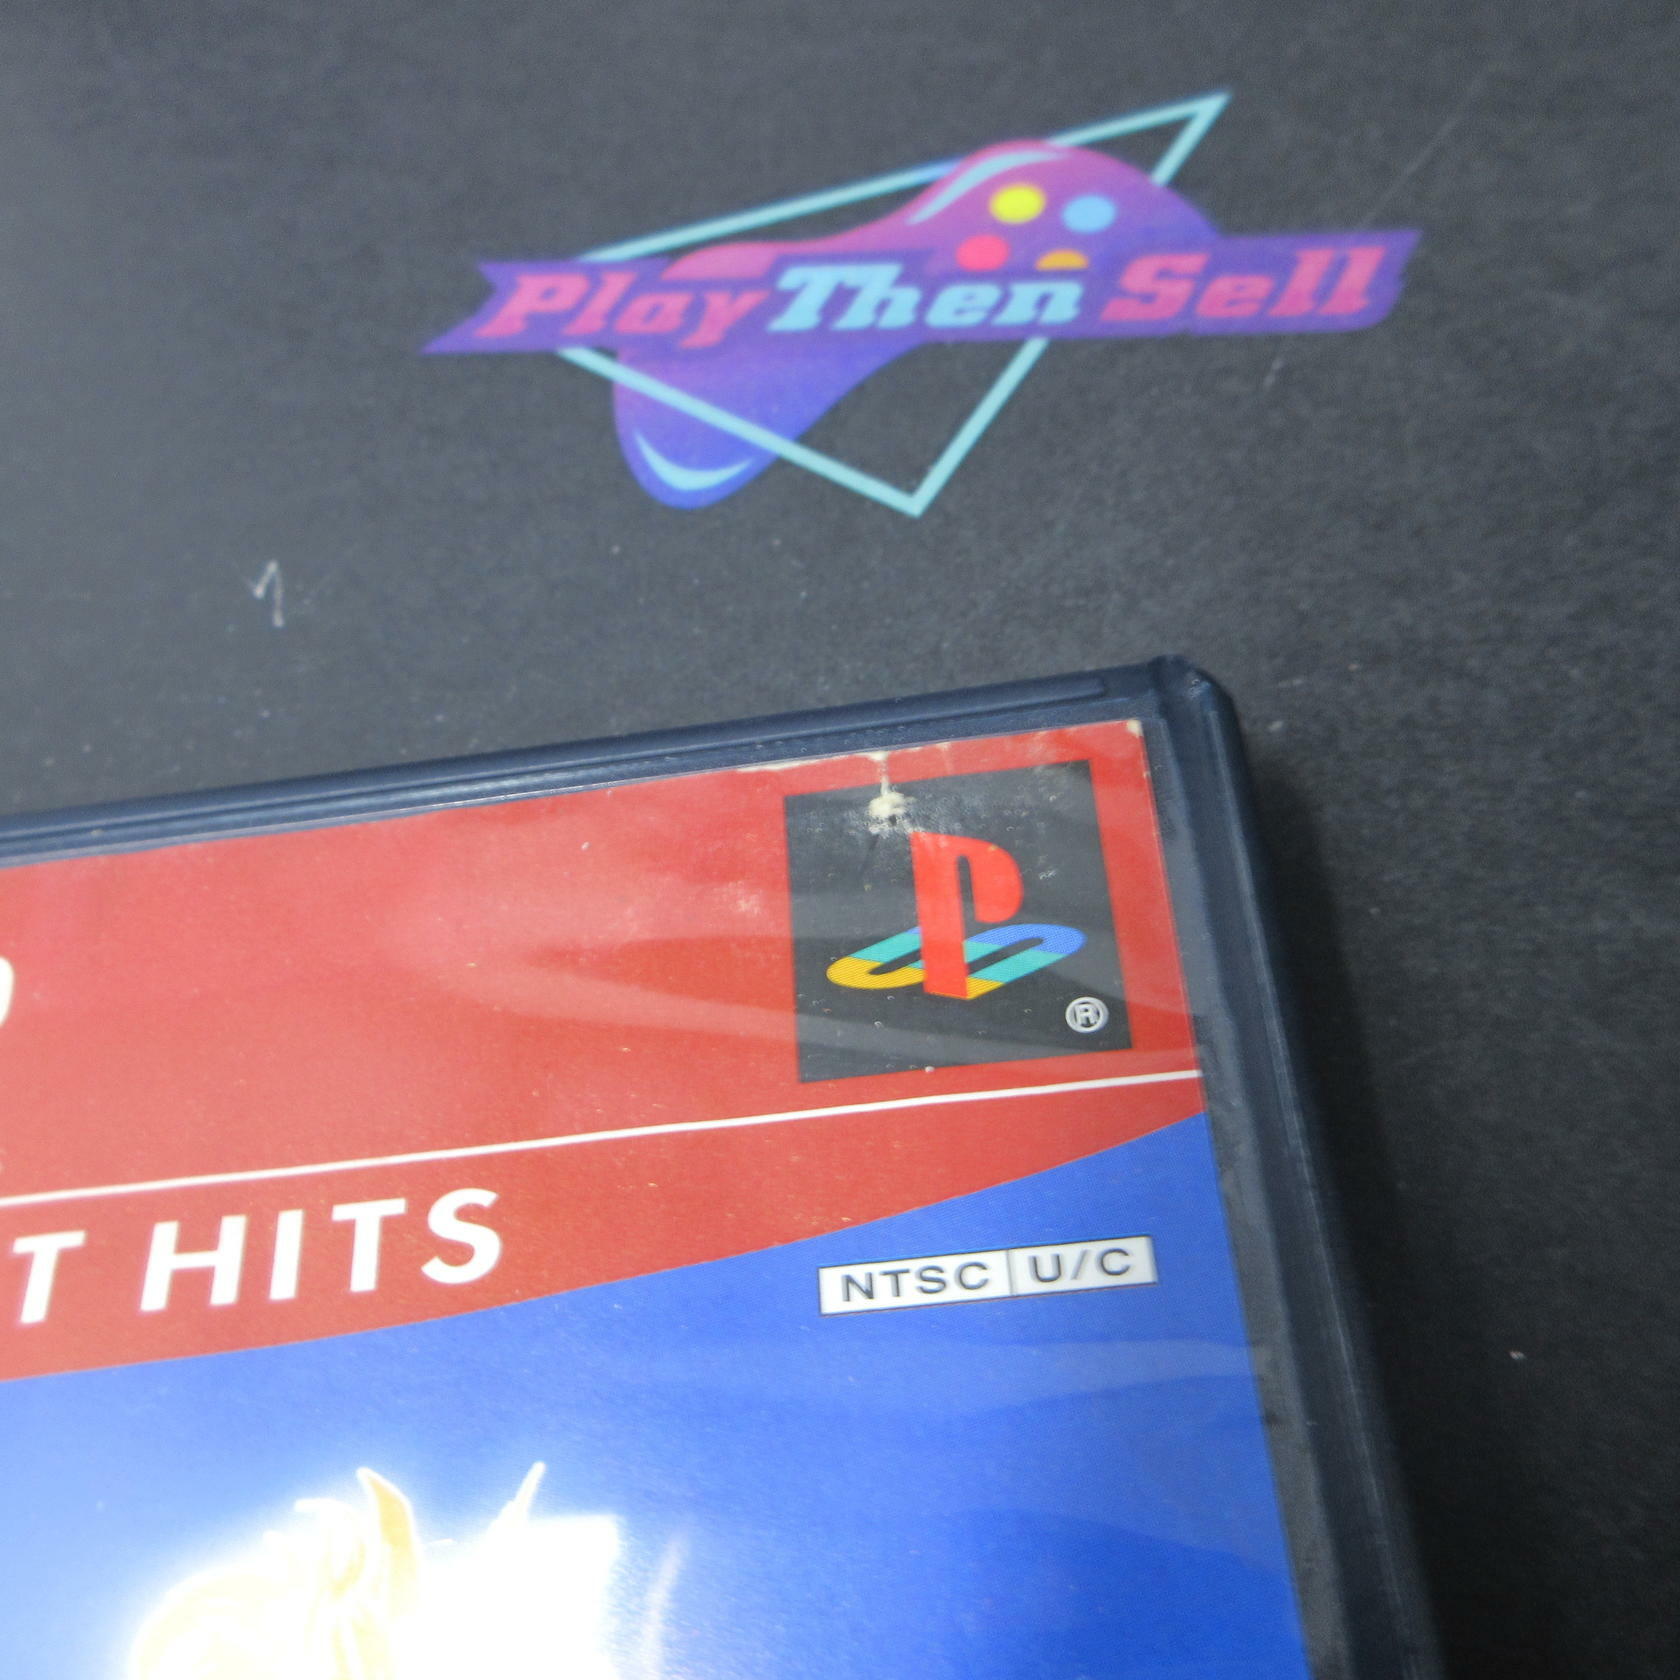 Play Then Sell
®
T HITS
NTSC U/C